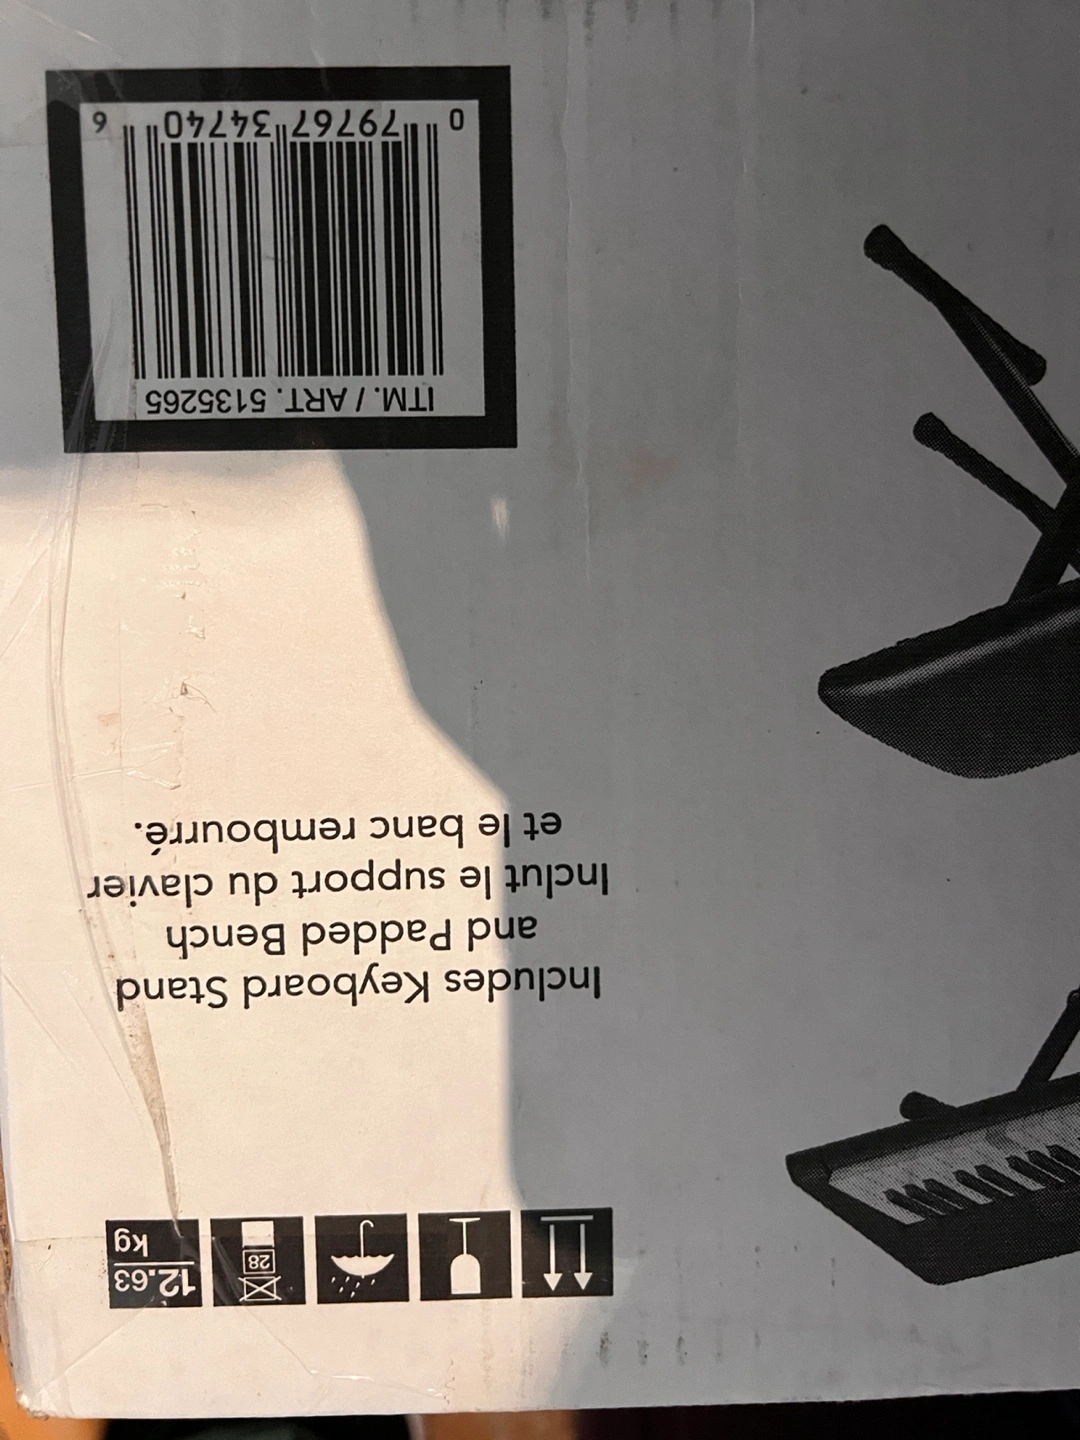 28
12.63
kg
Includes Keyboard Stand
and Padded Bench
Inclut le support du clavier
et le banc rembourré.
ITM. / ART. 5135265
0 79767 34740 6